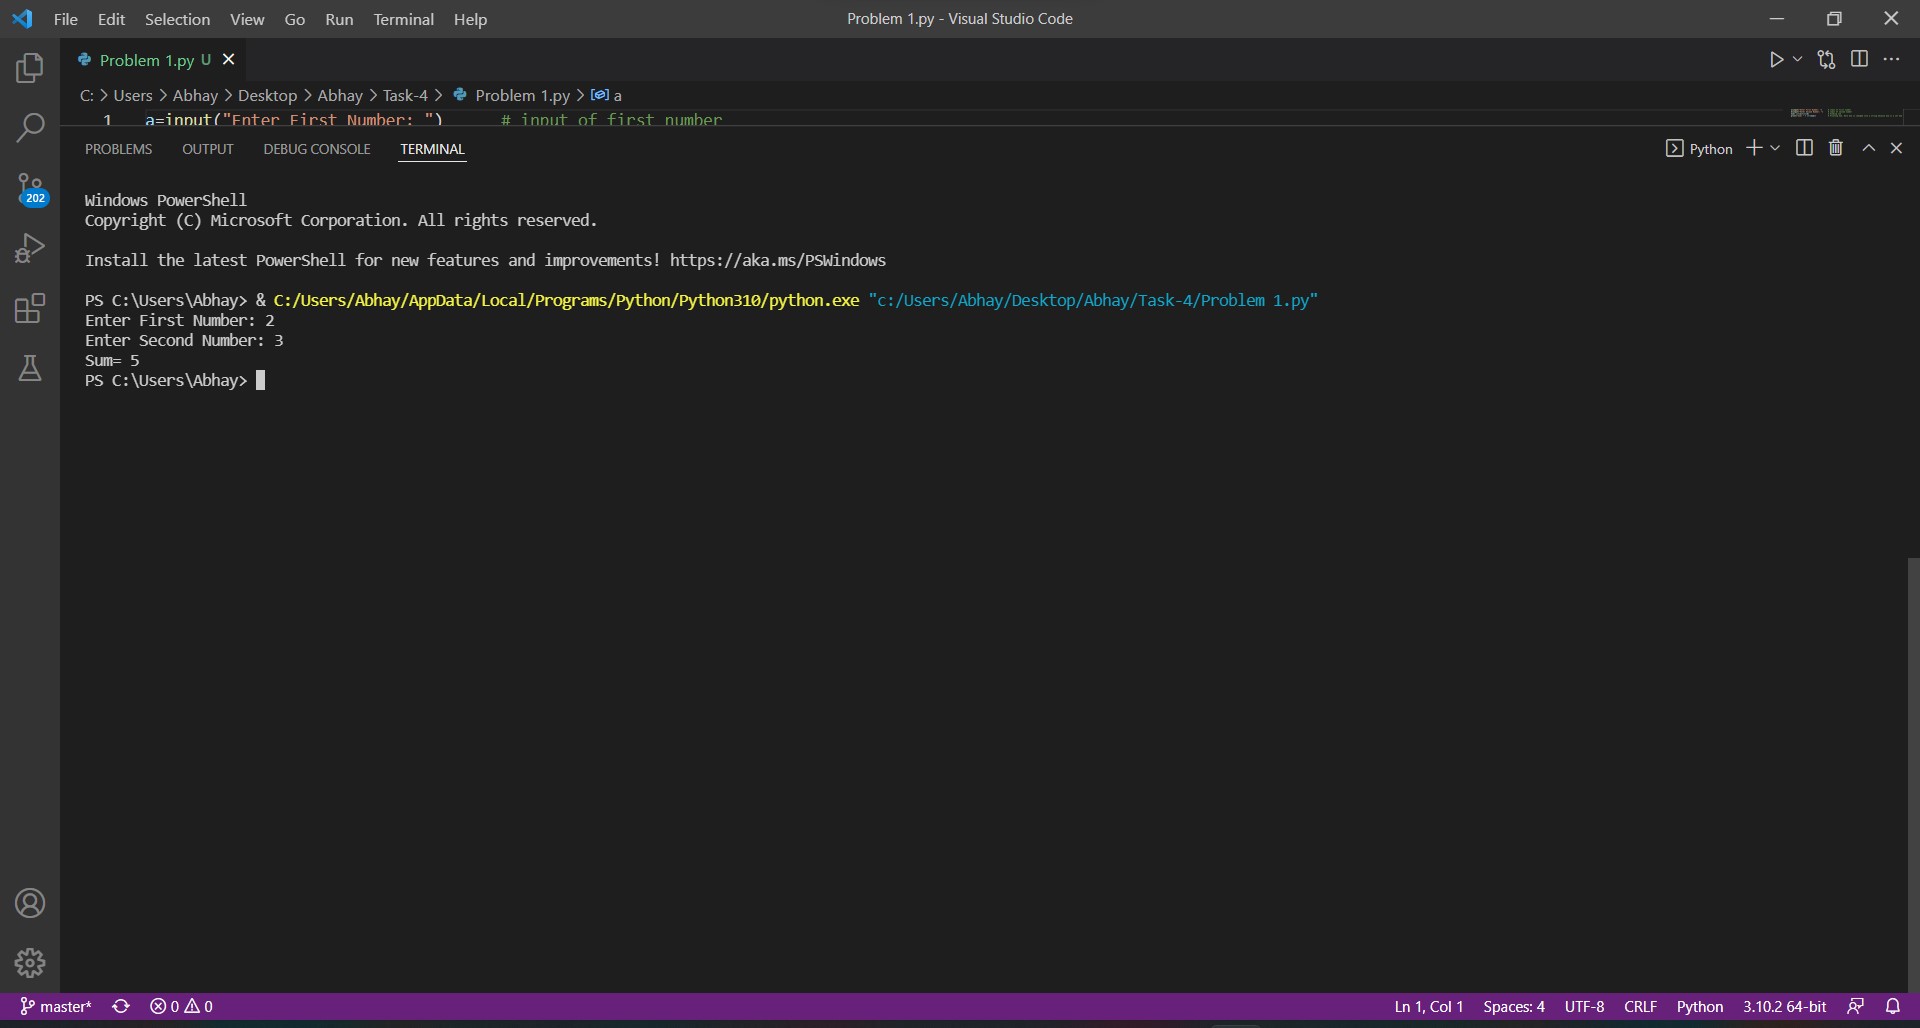 File Edit Selection View Go Run Terminal Help Problem 1.py - Visual Studio Code
Problem 1.py U
C: > Users > Abhay > Desktop > Abhay > Task-4 > Problem 1.py > a
1 a=input("Enter First Number: ") # input of first number
PROBLEMS OUTPUT DEBUG CONSOLE TERMINAL Python
202
Windows PowerShell
Copyright (C) Microsoft Corporation. All rights reserved.
Install the latest PowerShell for new features and improvements! https://aka.ms/PSWindows
PS C:\Users\Abhay> & C:/Users/Abhay/AppData/Local/Programs/Python/Python310/python.exe "c:/Users/Abhay/Desktop/Abhay/Task-4/Problem 1.py"
Enter First Number: 2
Enter Second Number: 3
Sum= 5
PS C:\Users\Abhay>
master* 0 0 Ln 1, Col 1 Spaces: 4 UTF-8 CRLF Python 3.10.2 64-bit